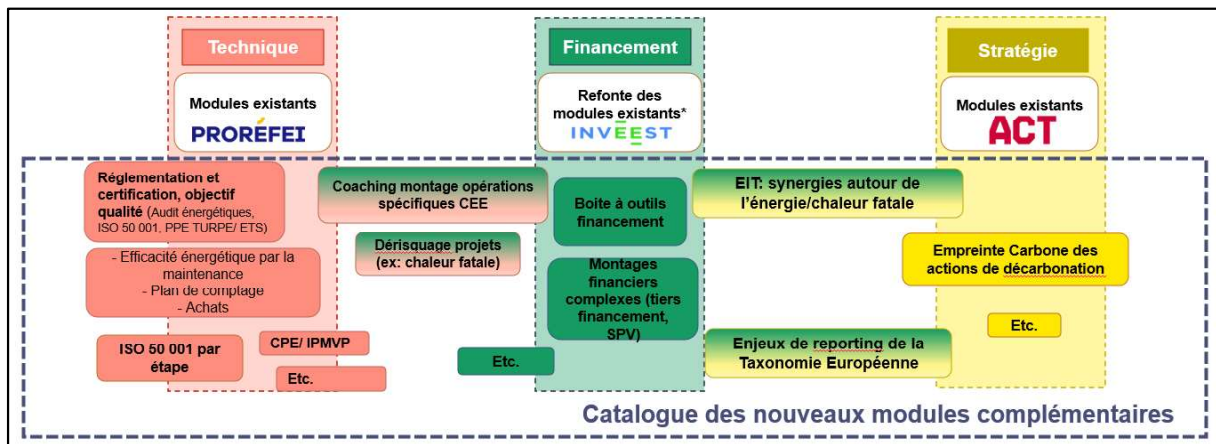 Technique
Modules existants
PRORÉFEI
Financement
Refonte des
modules existants*
INVEEST
Stratégie
Modules existants
ACT
Réglementation et
certification, objectif
qualité (Audit énergétiques,
ISO 50 001, PPE TURPE/ ETS)
- Efficacité énergétique par la
maintenance
- Plan de comptage
- Achats
ISO 50 001 par
étape
CPE/ IPMVP
Etc.
Coaching montage opérations
spécifiques CEE
Dérisquage projets
(ex: chaleur fatale)
Etc.
Boite à outils
financement
Montages
financiers
complexes (tiers
financement,
SPV)
EIT: synergies autour de
l'énergie/chaleur fatale
Enjeux de reporting de la
Taxonomie Européenne
Empreinte Carbone des
actions de décarbonation
Etc.
Catalogue des nouveaux modules complémentaires